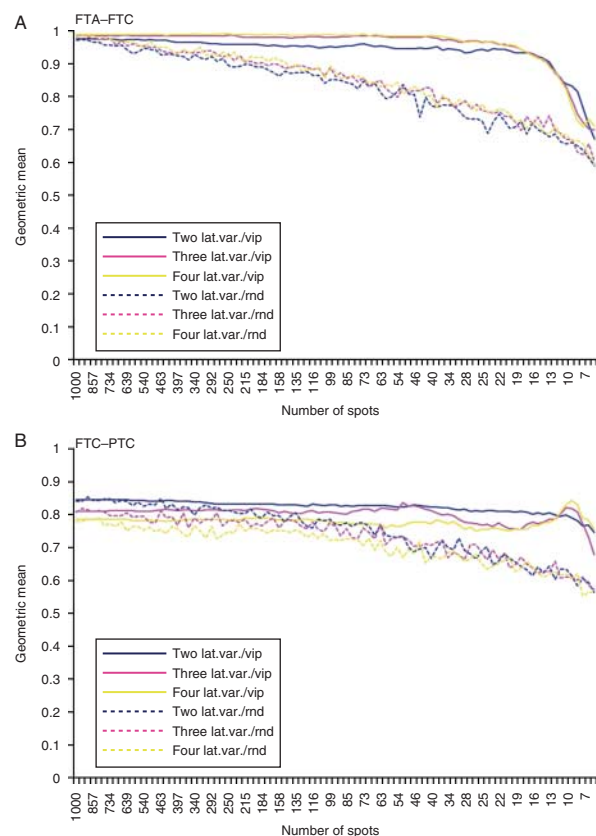 A
FTA–FTC
1
0.9
0.8
0.7
0.6
0.5
0.4
0.3
0.2
0.1
0
Geometric mean
Two lat.var./vip
Three lat.var./vip
Four lat.var./vip
Two lat.var./rnd
Three lat.var./rnd
Four lat.var./rnd
1000 857 734 639 540 463 397 340 292 250 215 184 158 135 116 99 85 73 63 54 46 40 34 28 25 22 19 16 13 10 7
Number of spots
B
FTC–PTC
1
0.9
0.8
0.7
0.6
0.5
0.4
0.3
0.2
0.1
0
Geometric mean
Two lat.var./vip
Three lat.var./vip
Four lat.var./vip
Two lat.var./rnd
Three lat.var./rnd
Four lat.var./rnd
1000 857 734 639 540 463 397 340 292 250 215 184 158 135 116 99 85 73 63 54 46 40 34 28 25 22 19 16 13 10 7
Number of spots